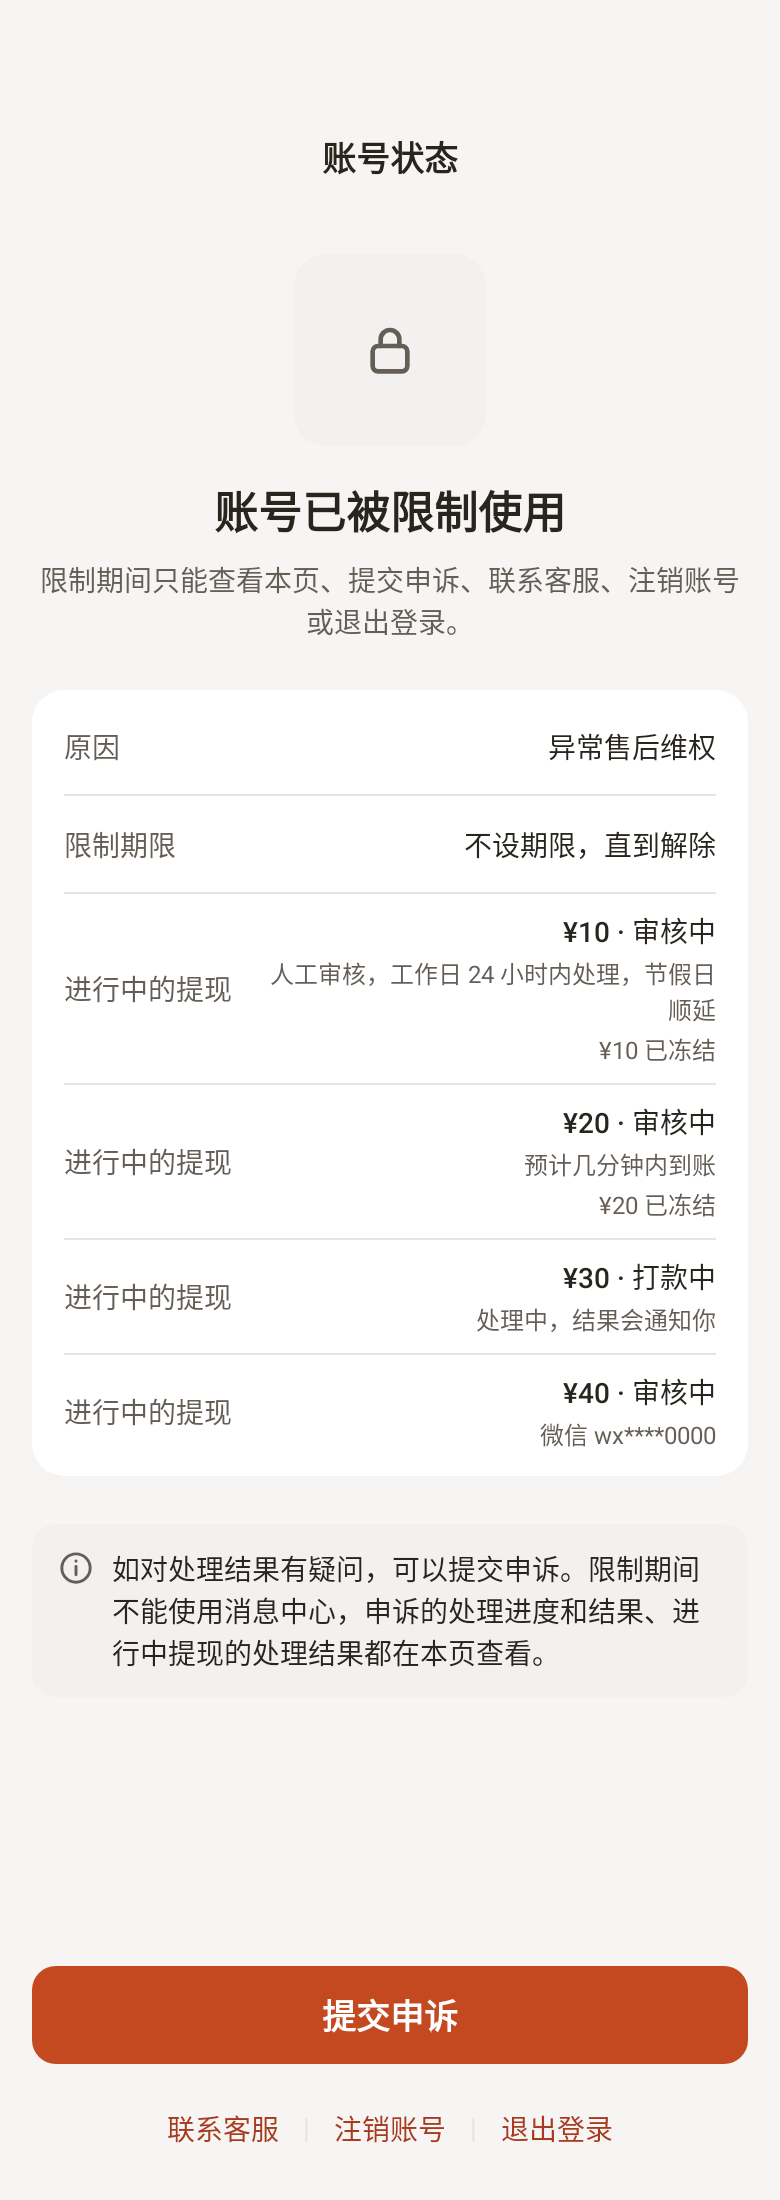 账号状态
账号已被限制使用
限制期间只能查看本页、提交申诉、联系客服、注销账号
或退出登录。
原因 异常售后维权
限制期限 不设期限，直到解除
进行中的提现 ¥10 · 审核中
人工审核，工作日 24 小时内处理，节假日
顺延
¥10 已冻结
进行中的提现 ¥20 · 审核中
预计几分钟内到账
¥20 已冻结
进行中的提现 ¥30 · 打款中
处理中，结果会通知你
进行中的提现 ¥40 · 审核中
微信 wx****0000
如对处理结果有疑问，可以提交申诉。限制期间
不能使用消息中心，申诉的处理进度和结果、进
行中提现的处理结果都在本页查看。
提交申诉
联系客服 注销账号 退出登录